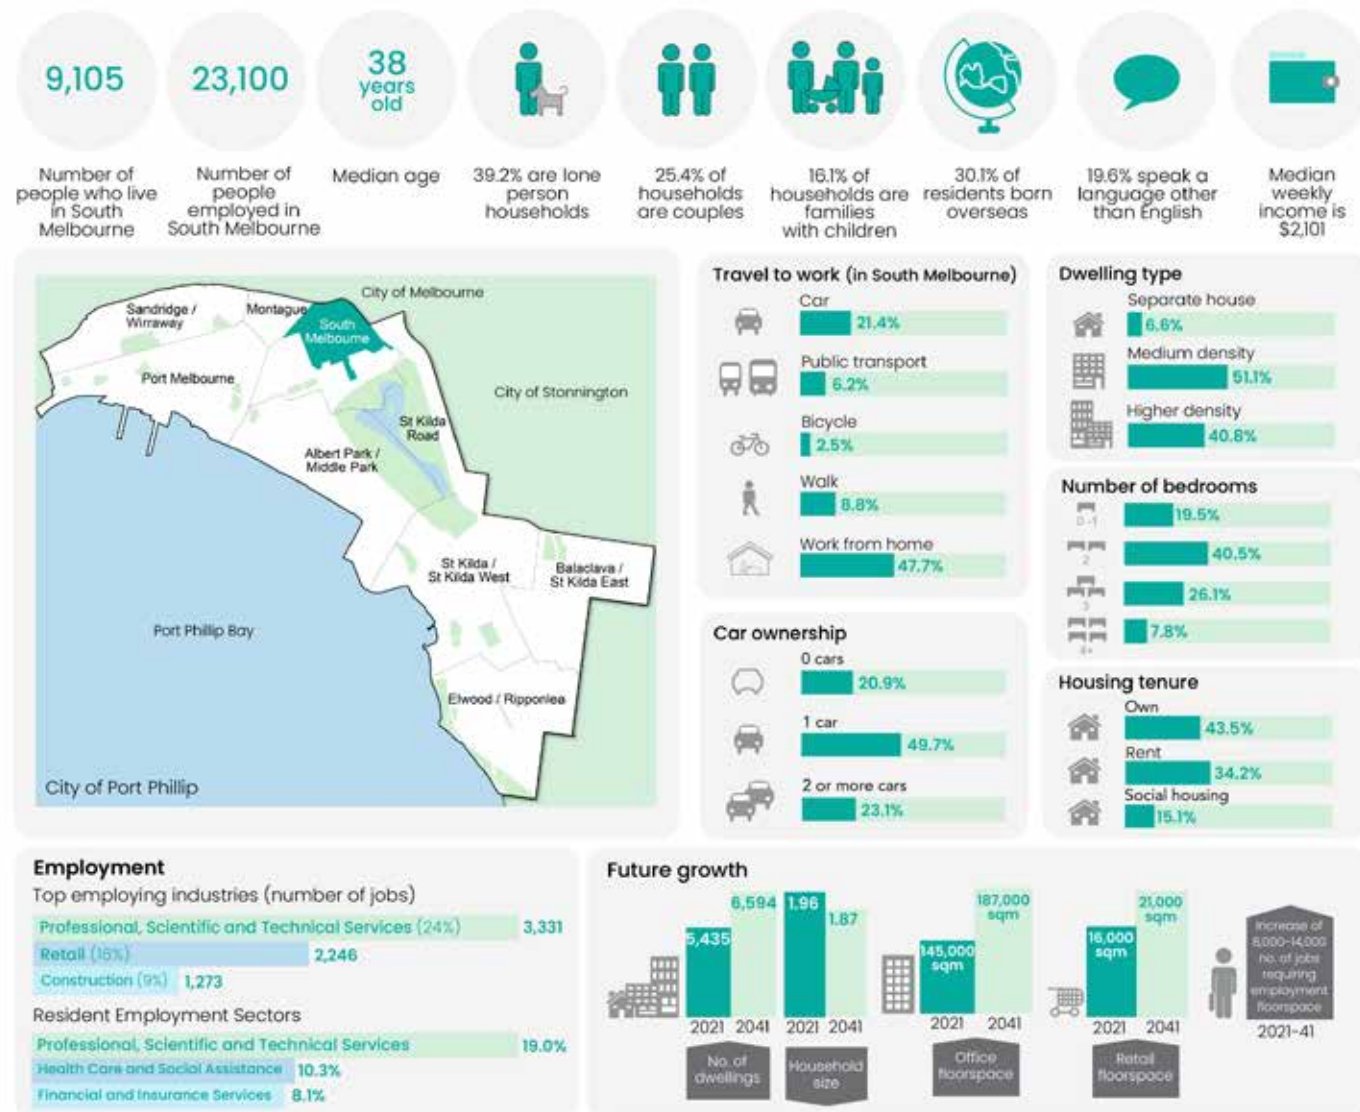 9,105
Number of
people who live
in South
Melbourne
23,100
Number of
people
employed in
South Melbourne
38
years
old
Median age
39.2% are lone
person
households
25.4% of
households
are couples
16.1% of
households are
families
with children
30.1% of
residents born
overseas
19.6% speak a
language other
than English
Median
weekly
income is
$2,101
Sandridge /
Wirraway
Montague
City of Melbourne
South
Melbourne
Port Melbourne
City of Stonnington
St Kilda
Road
Albert Park /
Middle Park
St Kilda /
St Kilda West
Balaclava /
St Kilda East
Port Phillip Bay
Elwood / Ripponlea
City of Port Phillip
Travel to work (in South Melbourne)
Car
21.4%
Public transport
6.2%
Bicycle
2.5%
Walk
8.8%
Work from home
47.7%
Car ownership
0 cars
20.9%
1 car
49.7%
2 or more cars
23.1%
Dwelling type
Separate house
6.6%
Medium density
51.1%
Higher density
40.8%
Number of bedrooms
0-1
19.5%
2
40.5%
3
26.1%
4+
7.8%
Housing tenure
Own
43.5%
Rent
34.2%
Social housing
15.1%
Employment
Top employing industries (number of jobs)
Professional, Scientific and Technical Services (24%)
3,331
Retail (16%)
2,246
Construction (9%)
1,273
Resident Employment Sectors
Professional, Scientific and Technical Services
19.0%
Health Care and Social Assistance
10.3%
Financial and Insurance Services
8.1%
Future growth
5,435
6,594
2021 2041
No. of
dwellings
1.96
1.87
2021 2041
Household
size
145,000
sqm
187,000
sqm
2021 2041
Office
floorspace
16,000
sqm
21,000
sqm
2021 2041
Retail
floorspace
Increase of
no. of jobs
requiring
employment
floorspace
2021-41